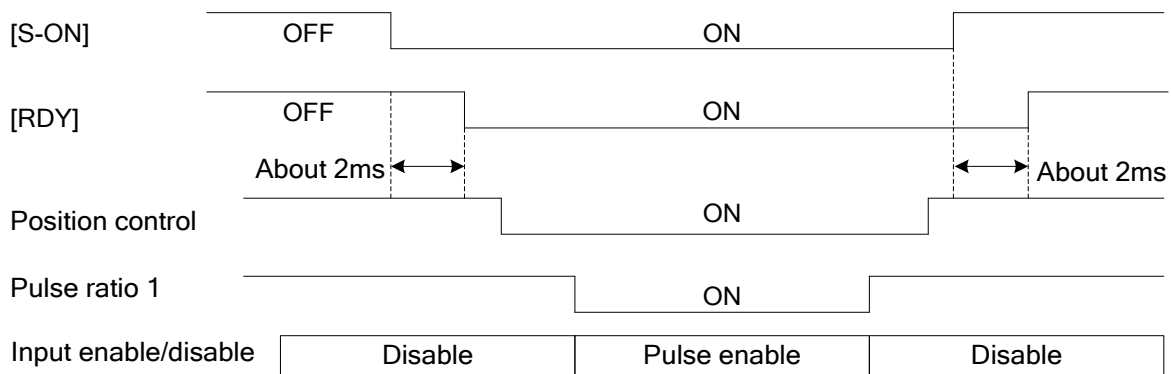 [S-ON] OFF ON
[RDY] OFF ON
About 2ms About 2ms
Position control ON
Pulse ratio 1 ON
Input enable/disable Disable Pulse enable Disable